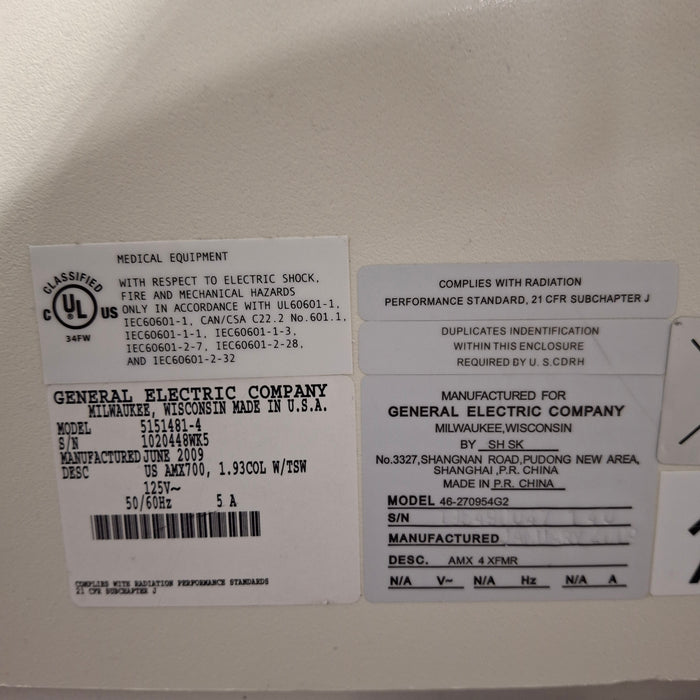 MEDICAL EQUIPMENT
CLASSIFIED
C UL US
34FW
WITH RESPECT TO ELECTRIC SHOCK,
FIRE AND MECHANICAL HAZARDS
ONLY IN ACCORDANCE WITH UL60601-1,
IEC60601-1, CAN/CSA C22.2 No.601.1,
IEC60601-1-1, IEC60601-1-3,
IEC60601-2-7, IEC60601-2-28,
AND IEC60601-2-32
GENERAL ELECTRIC COMPANY
MILWAUKEE, WISCONSIN MADE IN U.S.A.
MODEL 5151481-4
S/N 1020448WK5
MANUFACTURED JUNE 2009
DESC US AMX700, 1.93COL W/TSW
125V~
50/60Hz 5 A
COMPLIES WITH RADIATION PERFORMANCE STANDARDS
21 CFR SUBCHAPTER J
COMPLIES WITH RADIATION
PERFORMANCE STANDARD, 21 CFR SUBCHAPTER J
DUPLICATES INDENTIFICATION
WITHIN THIS ENCLOSURE
REQUIRED BY U.S.CDRH
MANUFACTURED FOR
GENERAL ELECTRIC COMPANY
MILWAUKEE,WISCONSIN
BY SH SK
No.3327,SHANGNAN ROAD,PUDONG NEW AREA,
SHANGHAI ,P.R. CHINA
MADE IN P.R. CHINA
MODEL 46-270954G2
S/N
MANUFACTURED
DESC. AMX 4 XFMR
N/A V~ N/A Hz N/A A